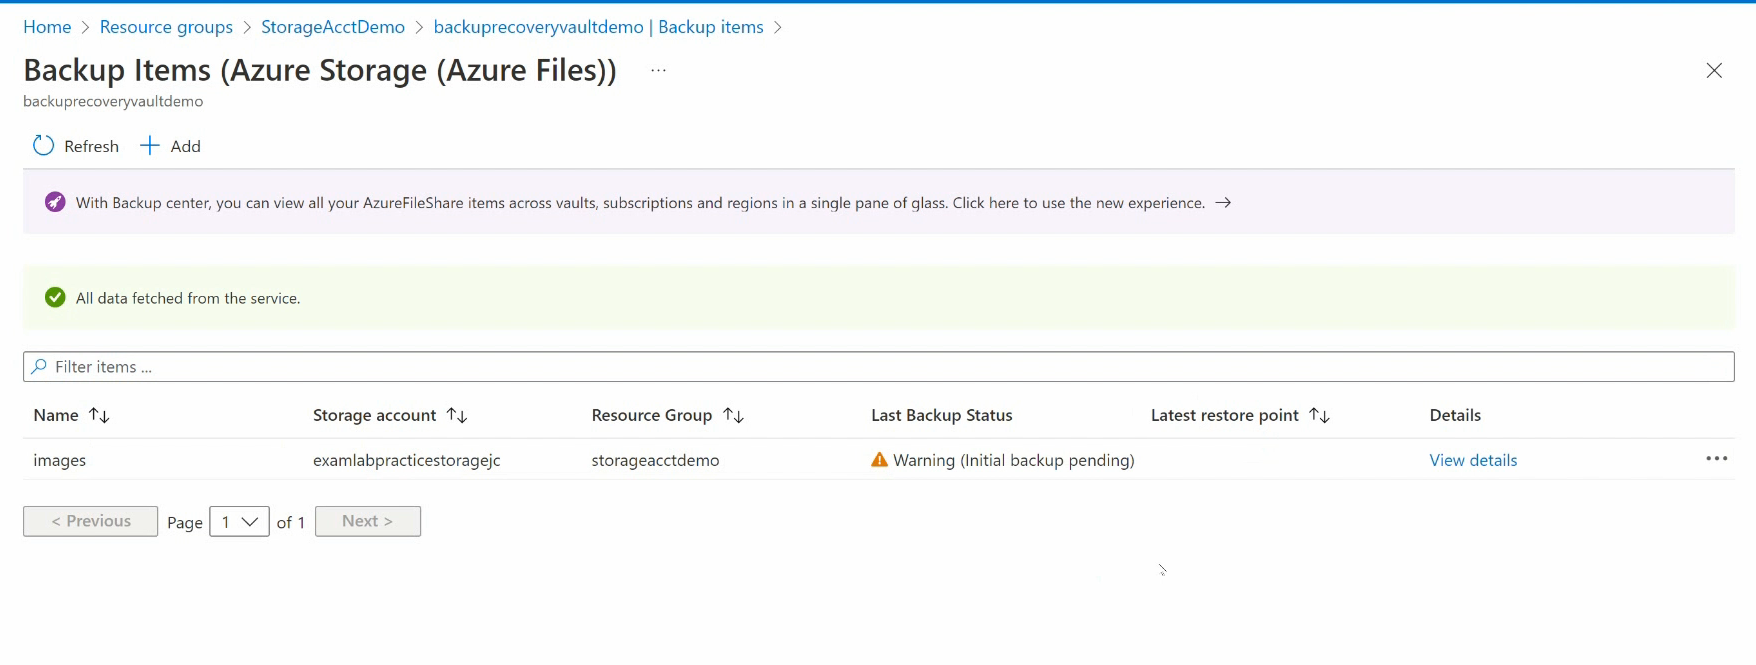 Home > Resource groups > StorageAcctDemo > backuprecoveryvaultdemo | Backup items >
Backup Items (Azure Storage (Azure Files)) ...
backuprecoveryvaultdemo
Refresh + Add
With Backup center, you can view all your AzureFileShare items across vaults, subscriptions and regions in a single pane of glass. Click here to use the new experience. →
All data fetched from the service.
Filter items ...
Name ↑↓ Storage account ↑↓ Resource Group ↑↓ Last Backup Status Latest restore point ↑↓ Details
images examlabpracticestoragejc storageacctdemo Warning (Initial backup pending) View details ...
< Previous Page 1 of 1 Next >